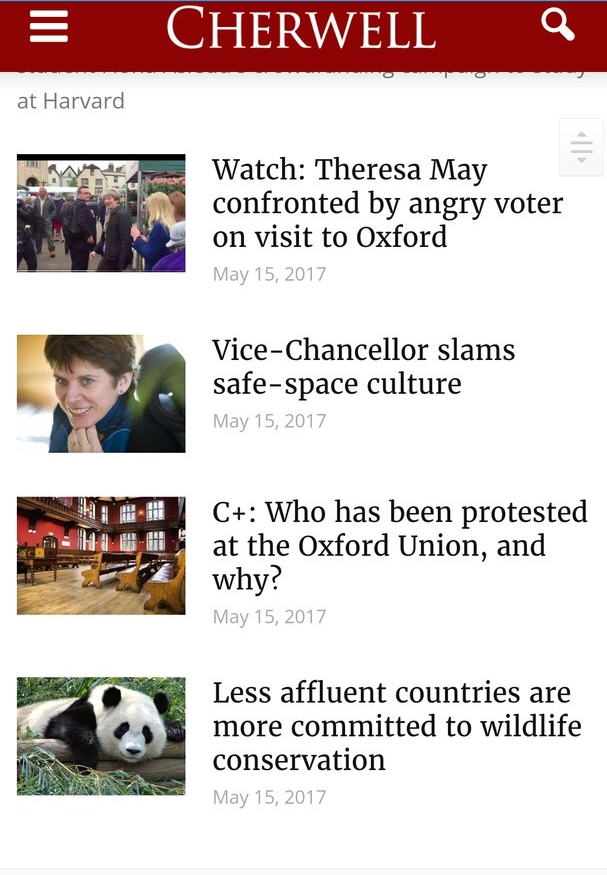 CHERWELL
at Harvard
Watch: Theresa May
confronted by angry voter
on visit to Oxford
May 15, 2017
Vice-Chancellor slams
safe-space culture
May 15, 2017
C+: Who has been protested
at the Oxford Union, and
why?
May 15, 2017
Less affluent countries are
more committed to wildlife
conservation
May 15, 2017